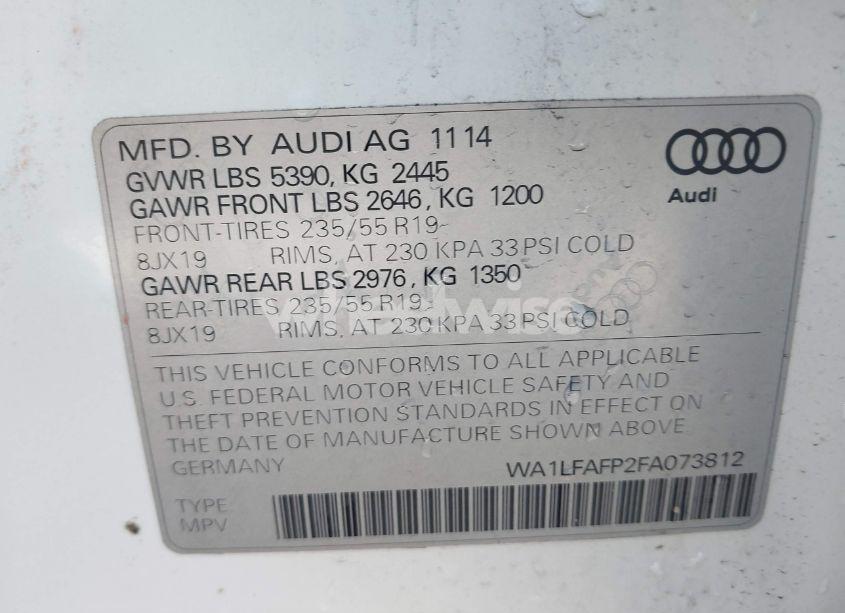 MFD. BY AUDI AG 11 14
GVWR LBS 5390, KG 2445
GAWR FRONT LBS 2646, KG 1200
FRONT-TIRES 235/55 R19-
8JX19 RIMS, AT 230 KPA 33 PSI COLD
GAWR REAR LBS 2976, KG 1350
REAR-TIRES 235/55 R19-
8JX19 RIMS, AT 230 KPA 33 PSI COLD
Audi
THIS VEHICLE CONFORMS TO ALL APPLICABLE
U.S. FEDERAL MOTOR VEHICLE SAFETY AND
THEFT PREVENTION STANDARDS IN EFFECT ON
THE DATE OF MANUFACTURE SHOWN ABOVE
GERMANY WA1LFAFP2FA073812
TYPE
MPV